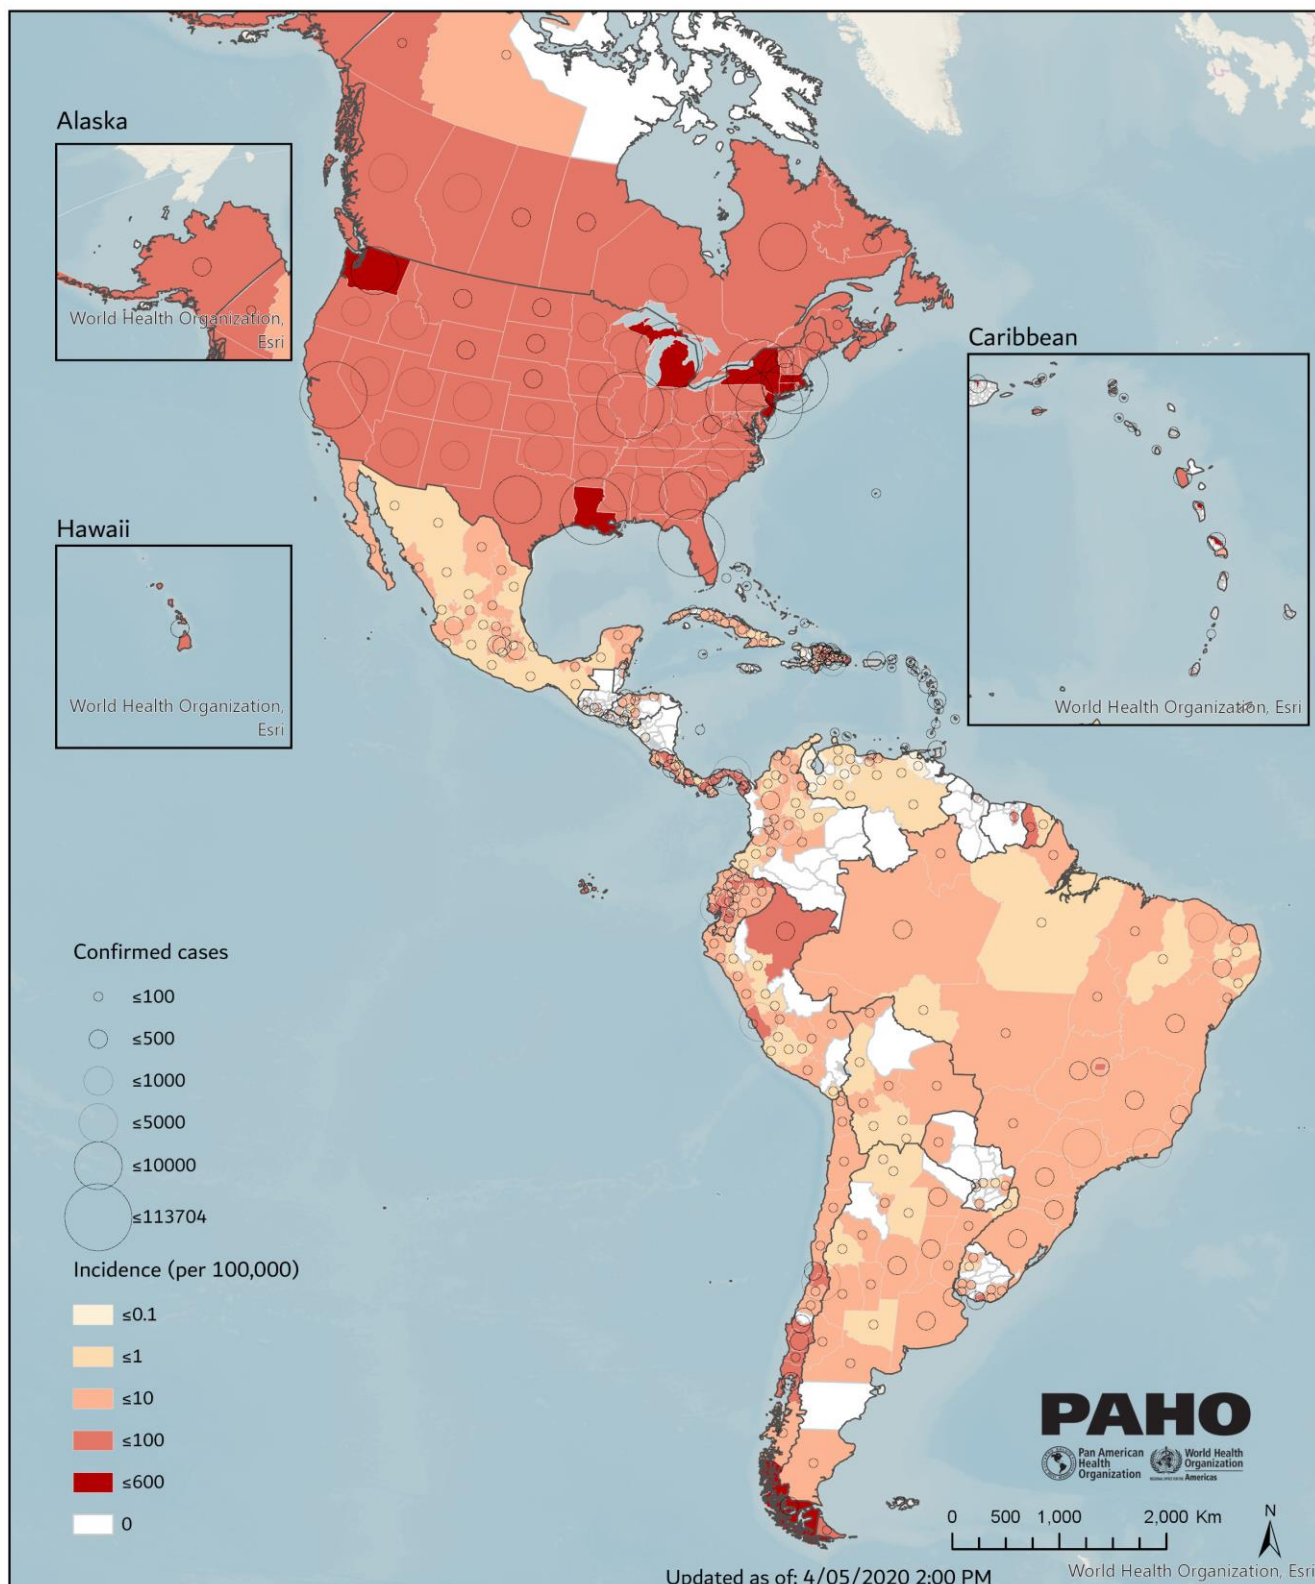 Alaska
World Health Organization,
Esri
Caribbean
World Health Organization, Esri
Hawaii
World Health Organization,
Esri
Confirmed cases
≤100
≤500
≤1000
≤5000
≤10000
≤113704
Incidence (per 100,000)
≤0.1
≤1
≤10
≤100
≤600
0
PAHO
Pan American
Health
Organization
World Health
Organization
Americas
0 500 1,000 2,000 Km
N
World Health Organization, Esri
Updated as of: 4/05/2020 2:00 PM